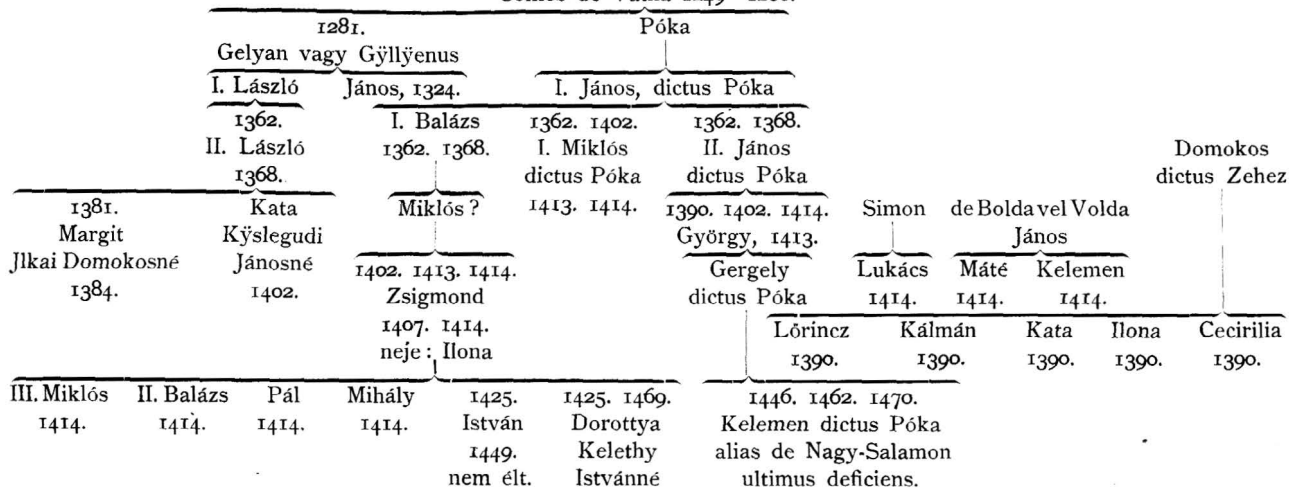 1281. Póka
Gelyan vagy Gÿllÿenus
I. László János, 1324. I. János, dictus Póka
1362. I. Balázs 1362. 1402. 1362. 1368.
II. László 1362. 1368. I. Miklós II. János Domokos
1368. dictus Póka dictus Póka dictus Zehez
1381. Kata Miklós ? 1413. 1414. 1390. 1402. 1414. Simon de Bolda vel Volda
Margit Kÿslegudi György, 1413. János
Jlkai Domokosné Jánosné 1402. 1413. 1414. Gergely Lukács Máté Kelemen
1384. 1402. Zsigmond dictus Póka 1414. 1414. 1414.
1407. 1414. Lőrincz Kálmán Kata Ilona Cecirilia
neje : Ilona 1390. 1390. 1390. 1390. 1390.
III. Miklós II. Balázs Pál Mihály 1425. 1425. 1469. 1446. 1462. 1470.
1414. 1414. 1414. 1414. István Dorottya Kelemen dictus Póka
1449. Kelethy alias de Nagy-Salamon
nem élt. Istvánné ultimus deficiens.